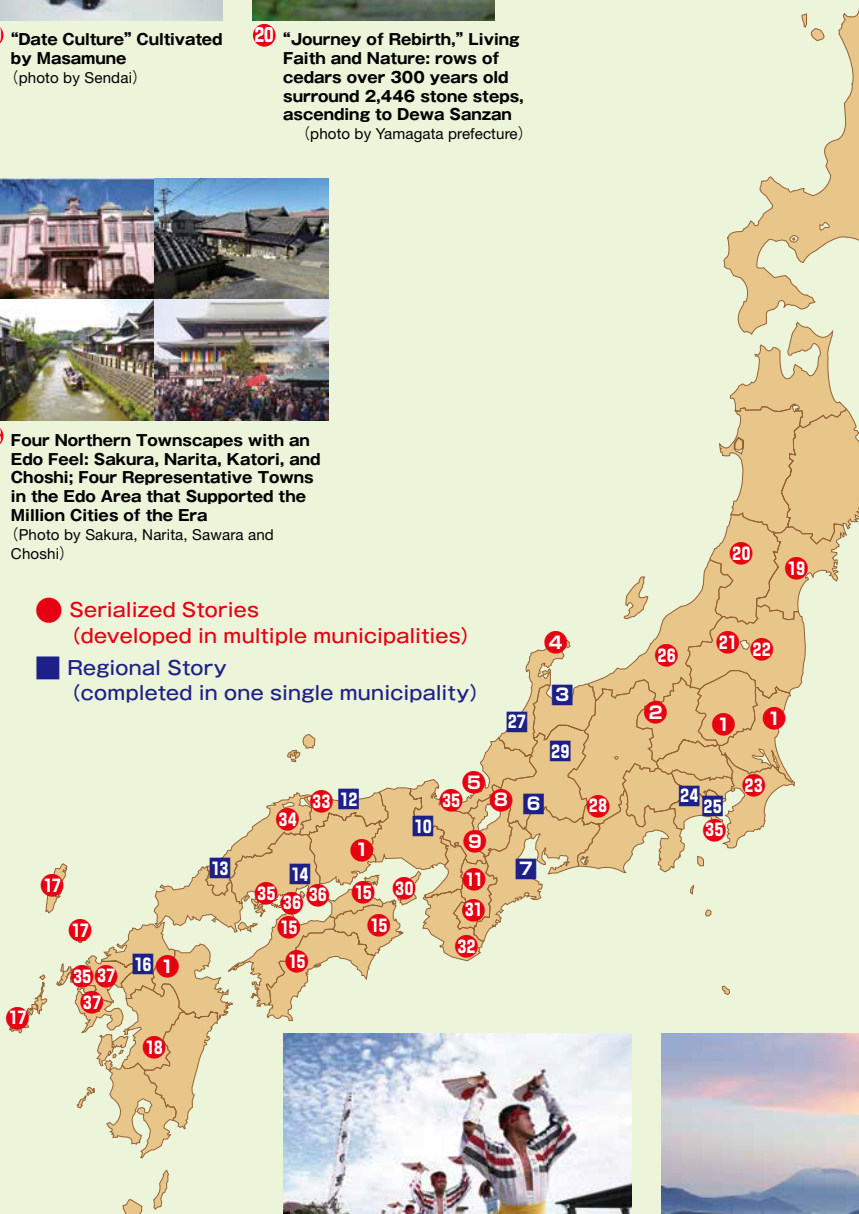 “Date Culture” Cultivated
by Masamune
（photo by Sendai）
20 “Journey of Rebirth,” Living
Faith and Nature: rows of
cedars over 300 years old
surround 2,446 stone steps,
ascending to Dewa Sanzan
（photo by Yamagata prefecture）
Four Northern Townscapes with an
Edo Feel: Sakura, Narita, Katori, and
Choshi; Four Representative Towns
in the Edo Area that Supported the
Million Cities of the Era
（Photo by Sakura, Narita, Sawara and
Choshi）
Serialized Stories
（developed in multiple municipalities）
Regional Story
（completed in one single municipality）
20
19
4
21
22
26
3
2
1
1
27
29
5
23
33
12
35
8
6
28
24
25
34
10
35
9
1
13
14
7
11
17
35
36
36
15
30
31
15
15
17
32
16
1
15
35
37
37
17
18